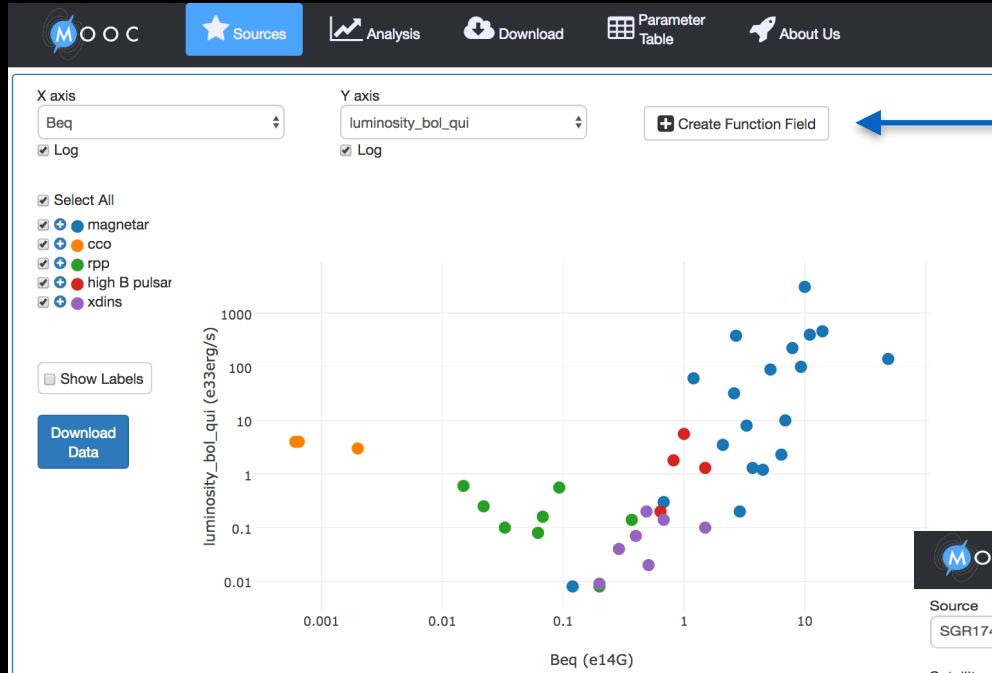 MOOC
Sources
Analysis
Download
Parameter
Table
About Us
X axis
Beq
Log
Y axis
luminosity_bol_qui
Log
Create Function Field
Select All
magnetar
cco
rpp
high B pulsar
xdins
Show Labels
Download
Data
luminosity_bol_qui (e33erg/s)
1000
100
10
1
0.1
0.01
0.001
0.01
0.1
1
10
Beq (e14G)
MO
Source
SGR174